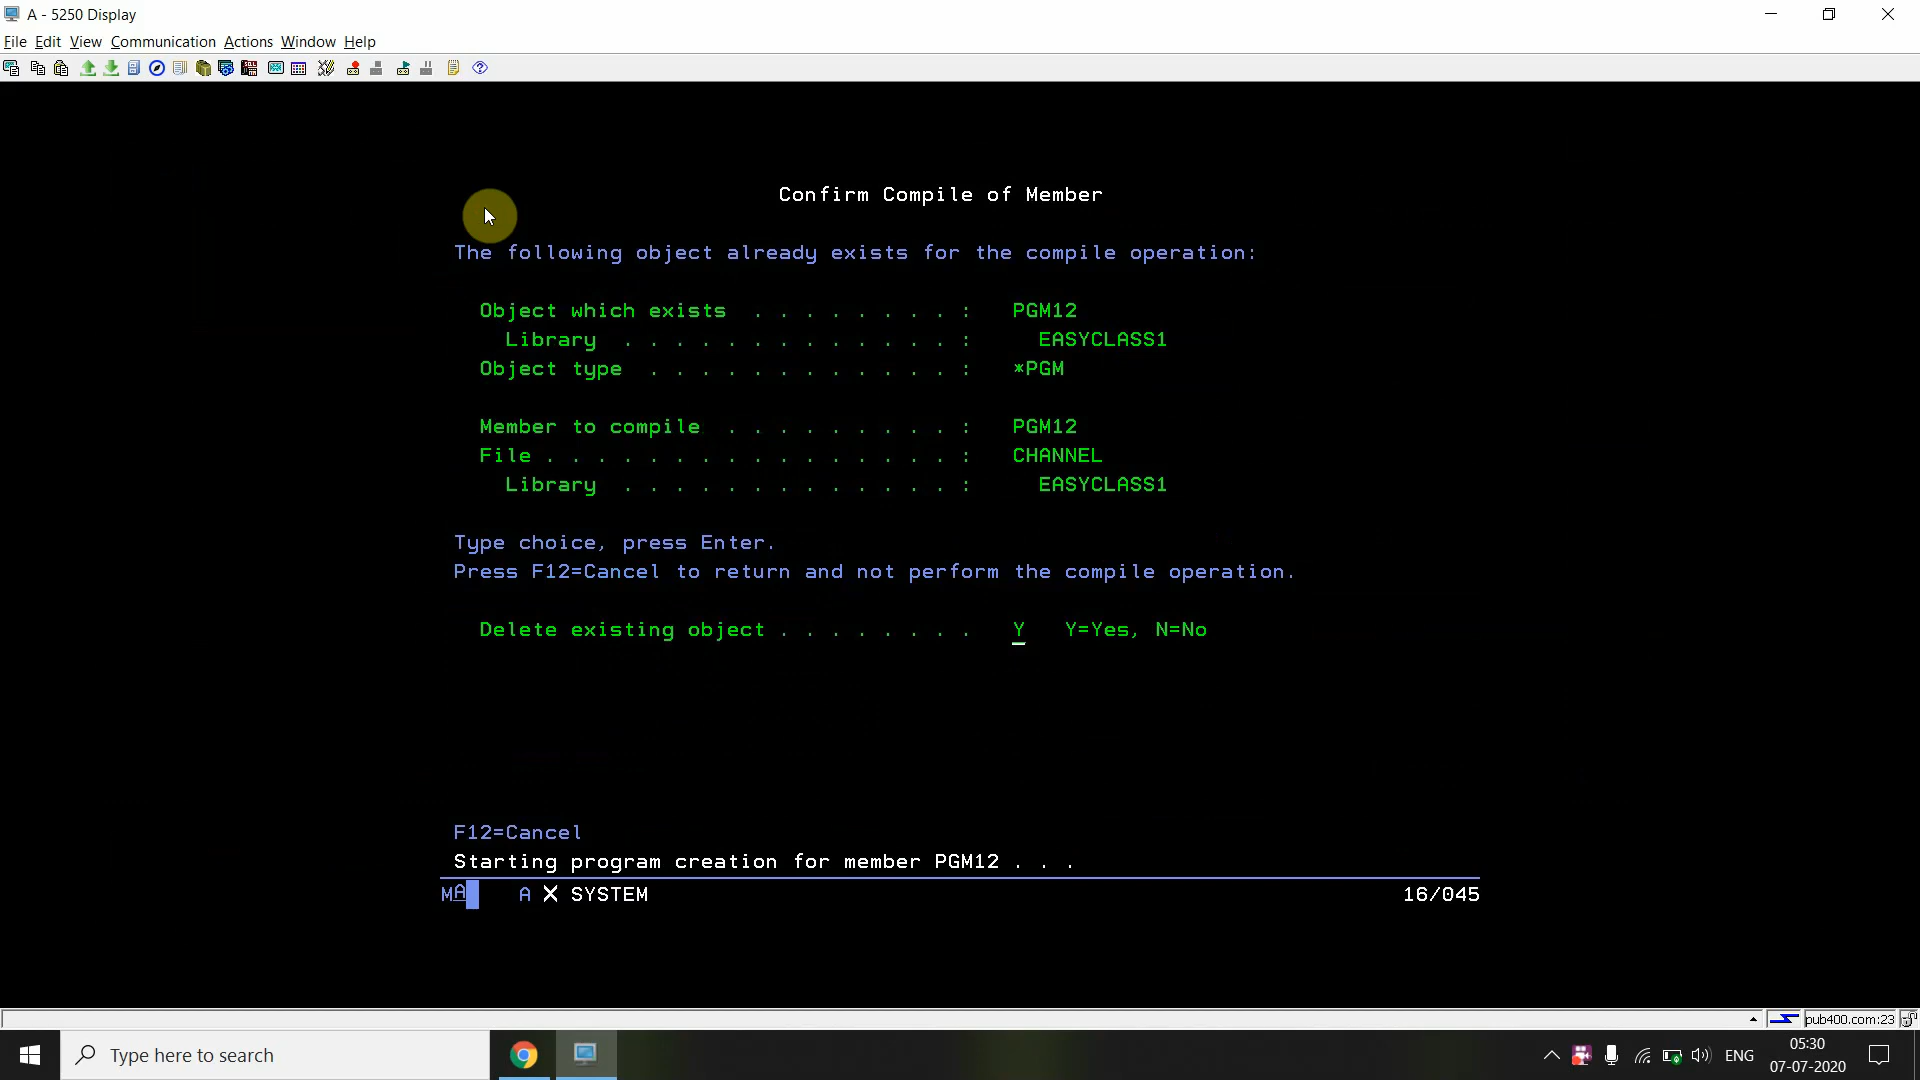 A - 5250 Display
File Edit View Communication Actions Window Help
Confirm Compile of Member
The following object already exists for the compile operation:
Object which exists . . . . . . . . : PGM12
Library . . . . . . . . . . . . . : EASYCLASS1
Object type . . . . . . . . . . . . : *PGM
Member to compile . . . . . . . . . : PGM12
File . . . . . . . . . . . . . . . . : CHANNEL
Library . . . . . . . . . . . . . : EASYCLASS1
Type choice, press Enter.
Press F12=Cancel to return and not perform the compile operation.
Delete existing object . . . . . . . . Y Y=Yes, N=No
F12=Cancel
Starting program creation for member PGM12 . . .
MA A X SYSTEM 16/045
pub400.com:23
Type here to search
ENG
05:30
07-07-2020